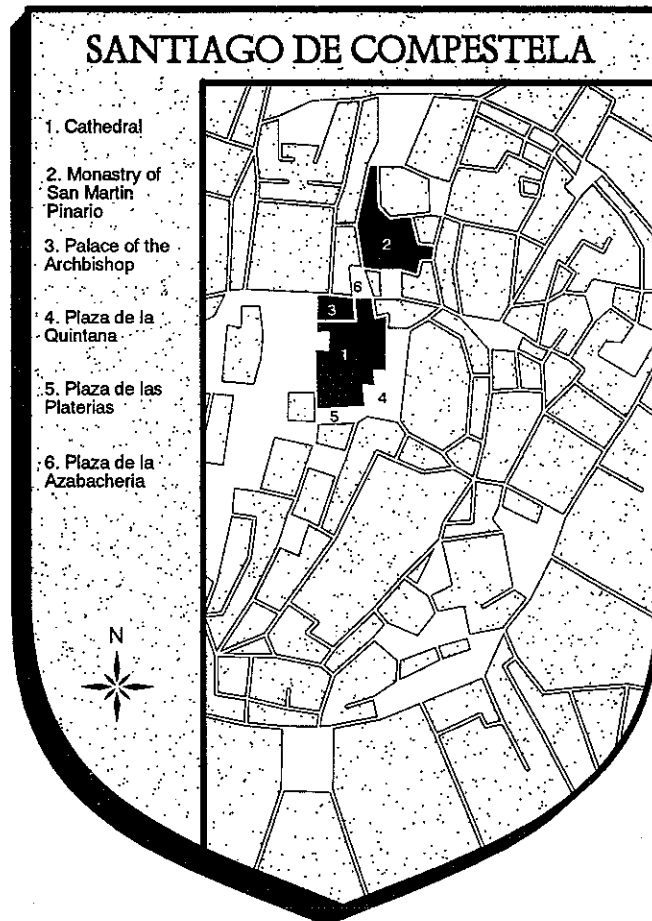 SANTIAGO DE COMPESTELA
1. Cathedral
2. Monastry of
San Martin
Pinario
3. Palace of the
Archbishop
4. Plaza de la
Quintana
5. Plaza de las
Platerias
6. Plaza de la
Azabacheria
N
2
6
3
1
4
5